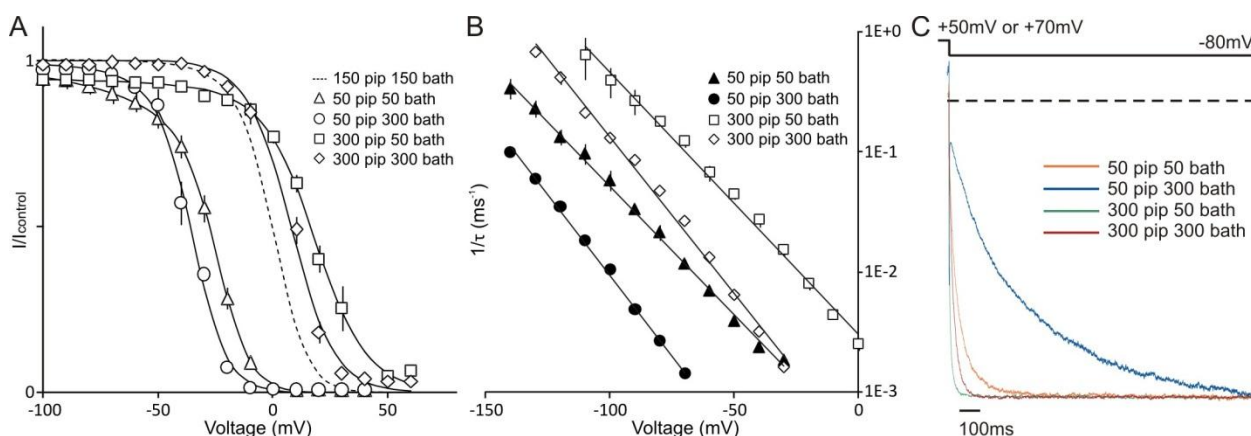 A
I/Icontrol
1
0
-100
-50
0
50
Voltage (mV)
150 pip 150 bath
50 pip 50 bath
50 pip 300 bath
300 pip 50 bath
300 pip 300 bath
B
1/τ (ms-1)
50 pip 50 bath
50 pip 300 bath
300 pip 50 bath
300 pip 300 bath
1E+0
1E-1
1E-2
1E-3
-150
-100
-50
0
Voltage (mV)
C
+50mV or +70mV
-80mV
50 pip 50 bath
50 pip 300 bath
300 pip 50 bath
300 pip 300 bath
100ms